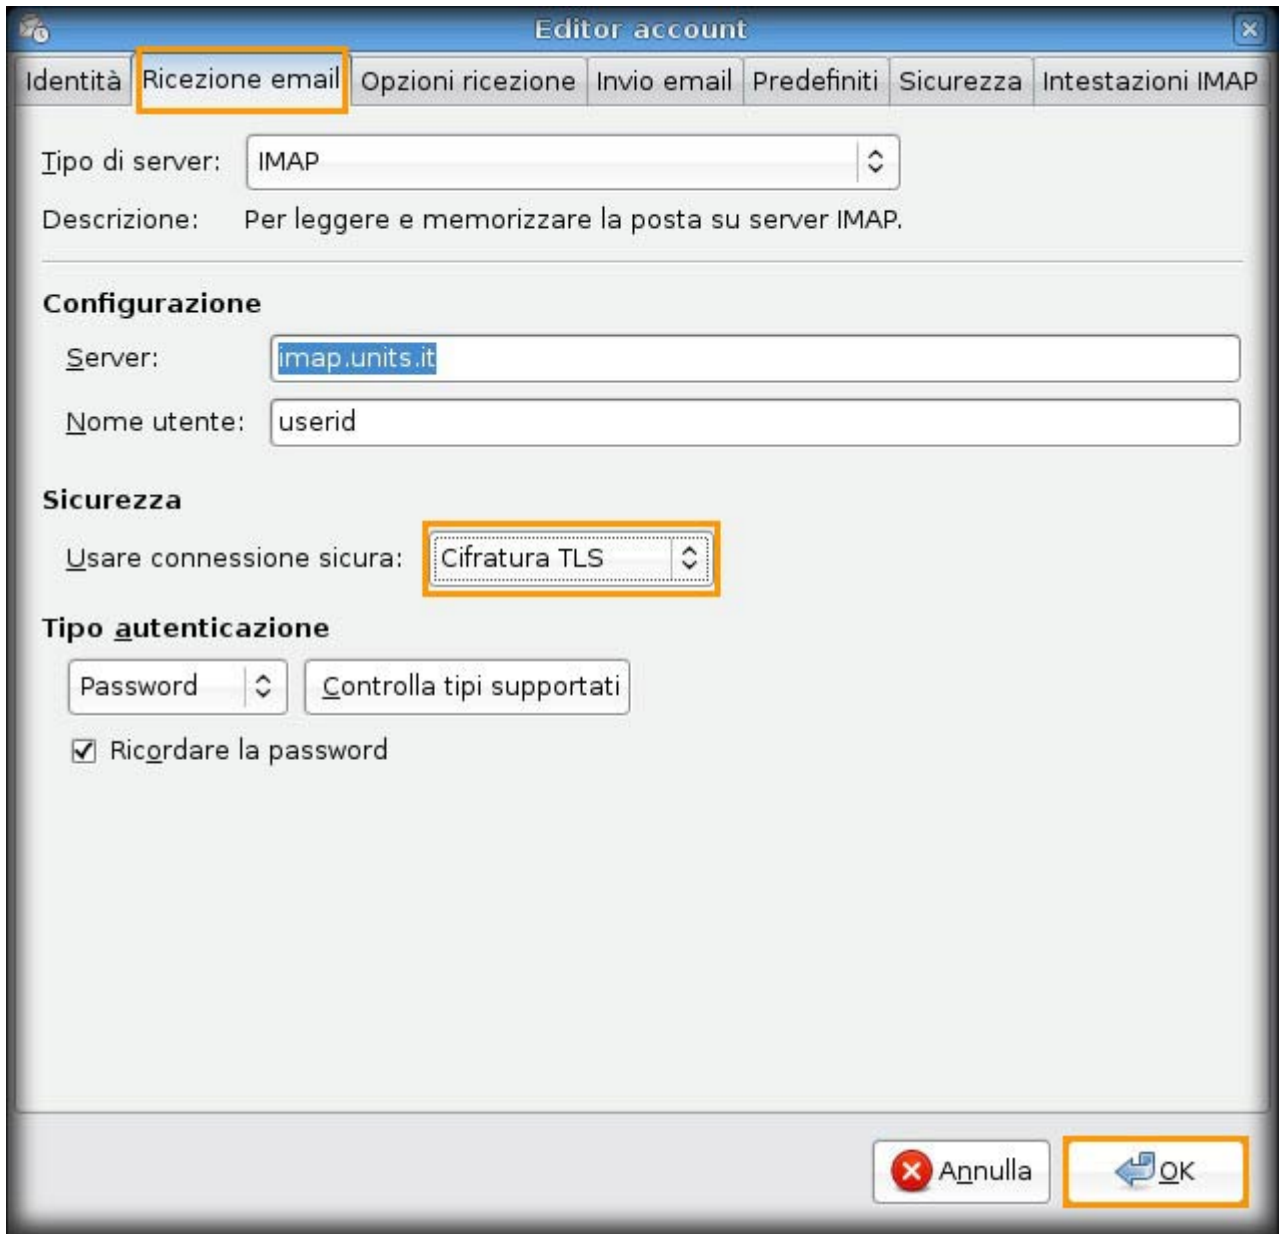 Editor account
Identità Ricezione email Opzioni ricezione Invio email Predefiniti Sicurezza Intestazioni IMAP
Tipo di server: IMAP
Descrizione: Per leggere e memorizzare la posta su server IMAP.
Configurazione
Server: imap.units.it
Nome utente: userid
Sicurezza
Usare connessione sicura: Cifratura TLS
Tipo autenticazione
Password Controlla tipi supportati
Ricordare la password
Annulla OK